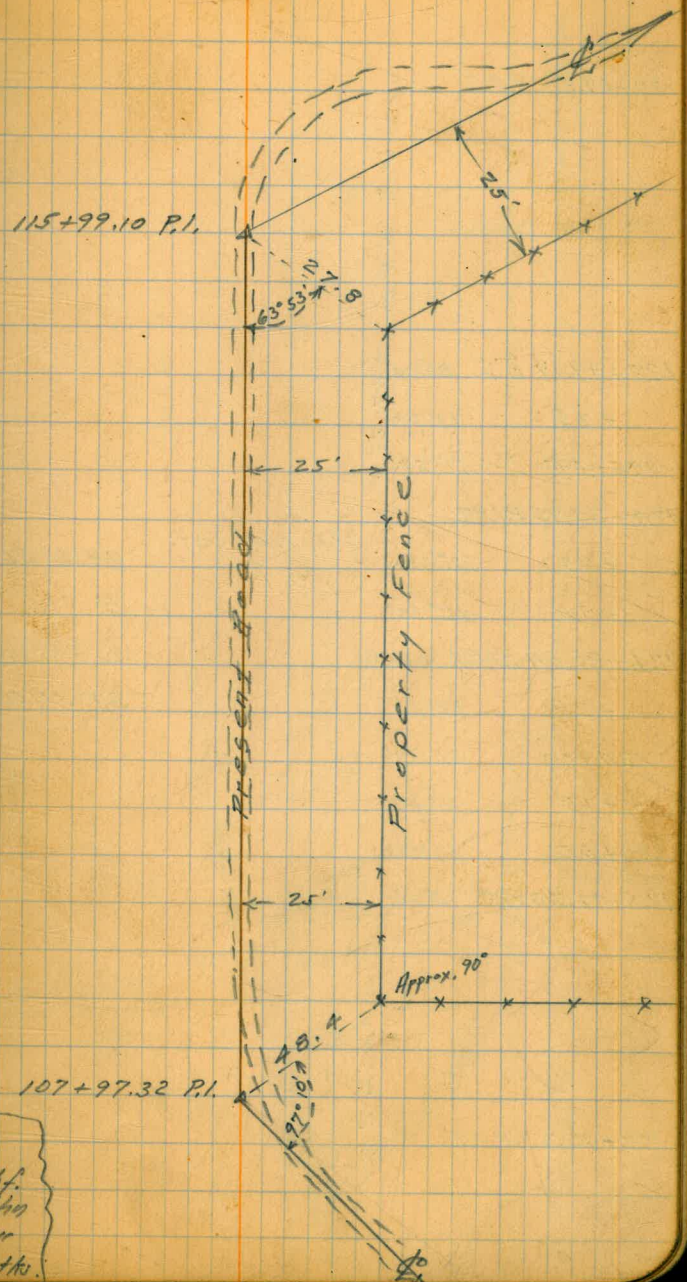 ℄
25'
115+99.10 P.I.
27.8
63°53'
25'
Present Road
Property Fence
25'
Approx. 90°
48.4
107+97.32 P.I.
97°10'
℄